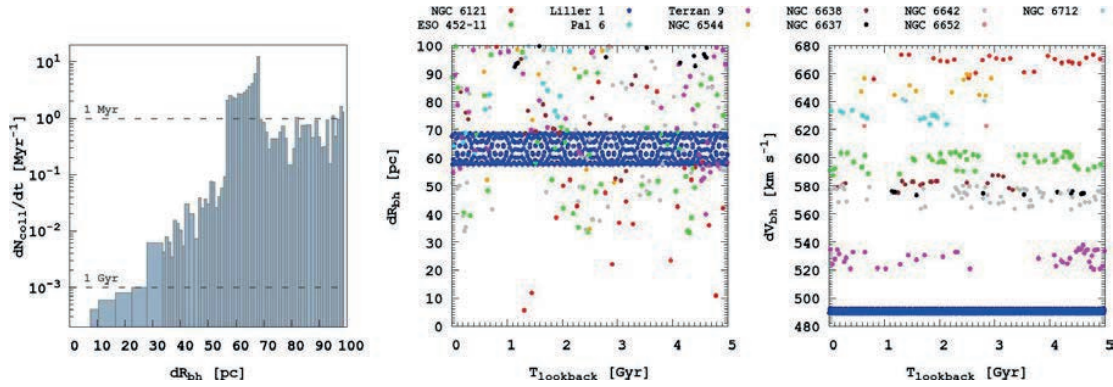 NGC 6121 Liller 1 Terzan 9 NGC 6638 NGC 6642 NGC 6712
ESO 452-11 Pal 6 NGC 6544 NGC 6637 NGC 6652
10¹
10⁰
10⁻¹
10⁻²
10⁻³
1 Myr
1 Gyr
dN_coll/dt [Myr⁻¹]
0 10 20 30 40 50 60 70 80 90 100
dR_bh [pc]
100
90
80
70
60
50
40
30
20
10
0
dR_bh [pc]
0 1 2 3 4 5
T_lookback [Gyr]
680
660
640
620
600
580
560
540
520
500
480
dV_bh [km s⁻¹]
0 1 2 3 4 5
T_lookback [Gyr]